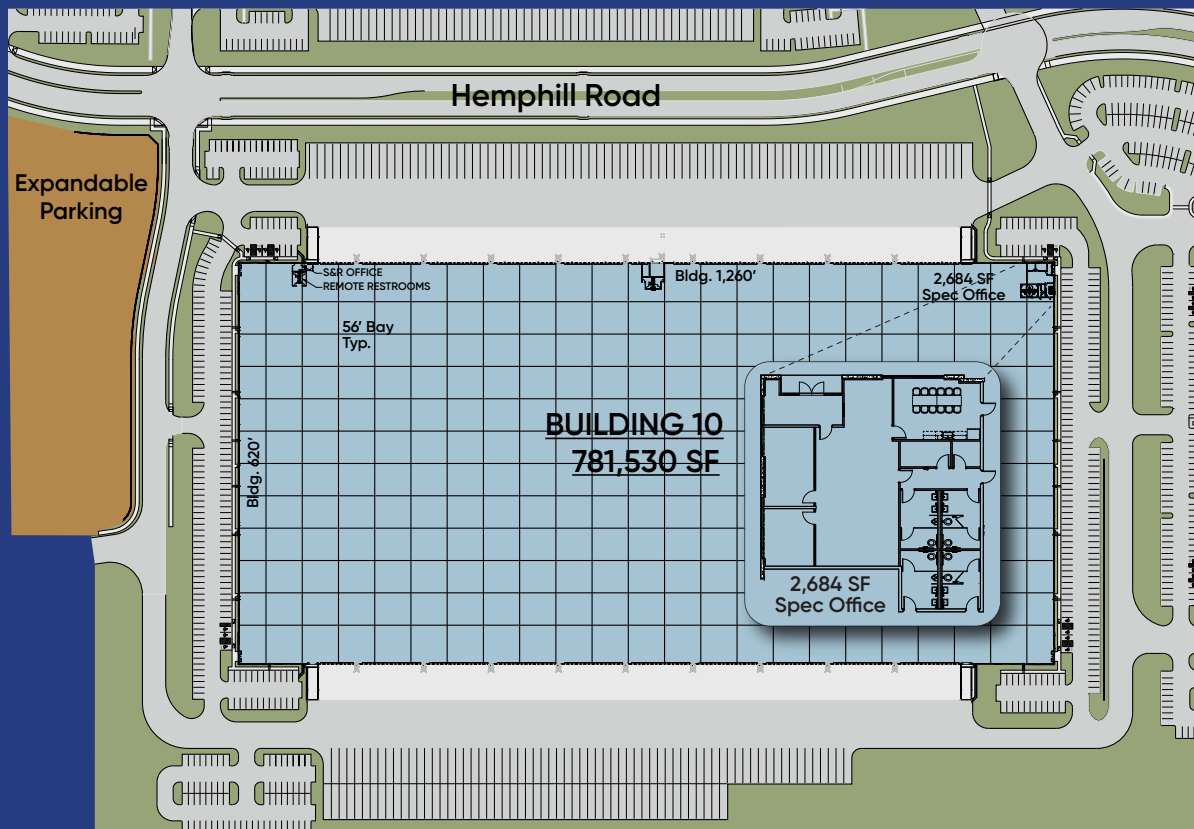 Hemphill Road
Expandable
Parking
S&R OFFICE
REMOTE RESTROOMS
Bldg. 1,260'
2,684 SF
Spec Office
56' Bay
Typ.
BUILDING 10
781,530 SF
Bldg. 620'
2,684 SF
Spec Office